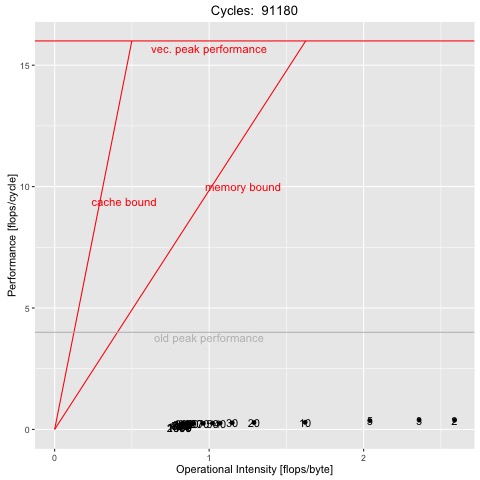 Cycles: 91180
15
10
5
0
Performance [flops/cycle]
vec. peak performance
memory bound
cache bound
old peak performance
30
20
10
5
3
2
0
1
2
Operational Intensity [flops/byte]